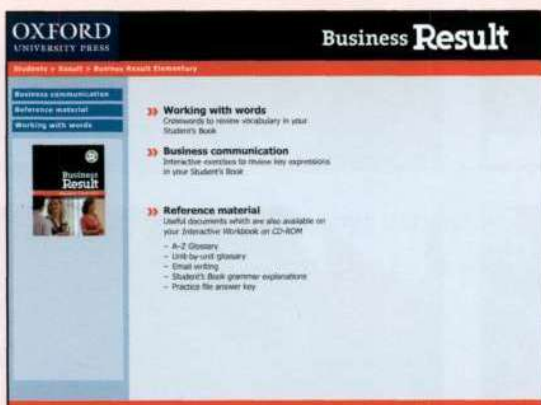 OXFORD
UNIVERSITY PRESS
Business Result
Students > Result > Business Result Elementary
Business communication
Reference material
Working with words
Business
Result
Working with words
Crosswords to review vocabulary in your
Student's Book
Business communication
Interactive exercises to review key expressions
in your Student's Book
Reference material
Useful documents which are also available on
your Interactive Workbook on CD-ROM
– A–Z Glossary
– Unit-by-unit glossary
– Email writing
– Student's Book grammar explanations
– Practice file answer key